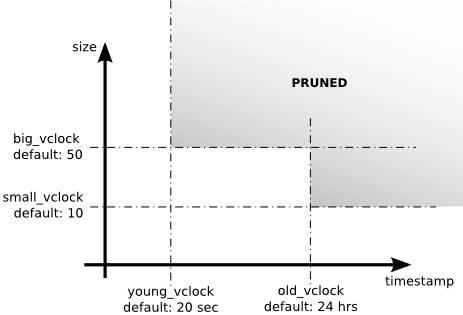 size
PRUNED
big_vclock
default: 50
small_vclock
default: 10
timestamp
young_vclock
default: 20 sec
old_vclock
default: 24 hrs